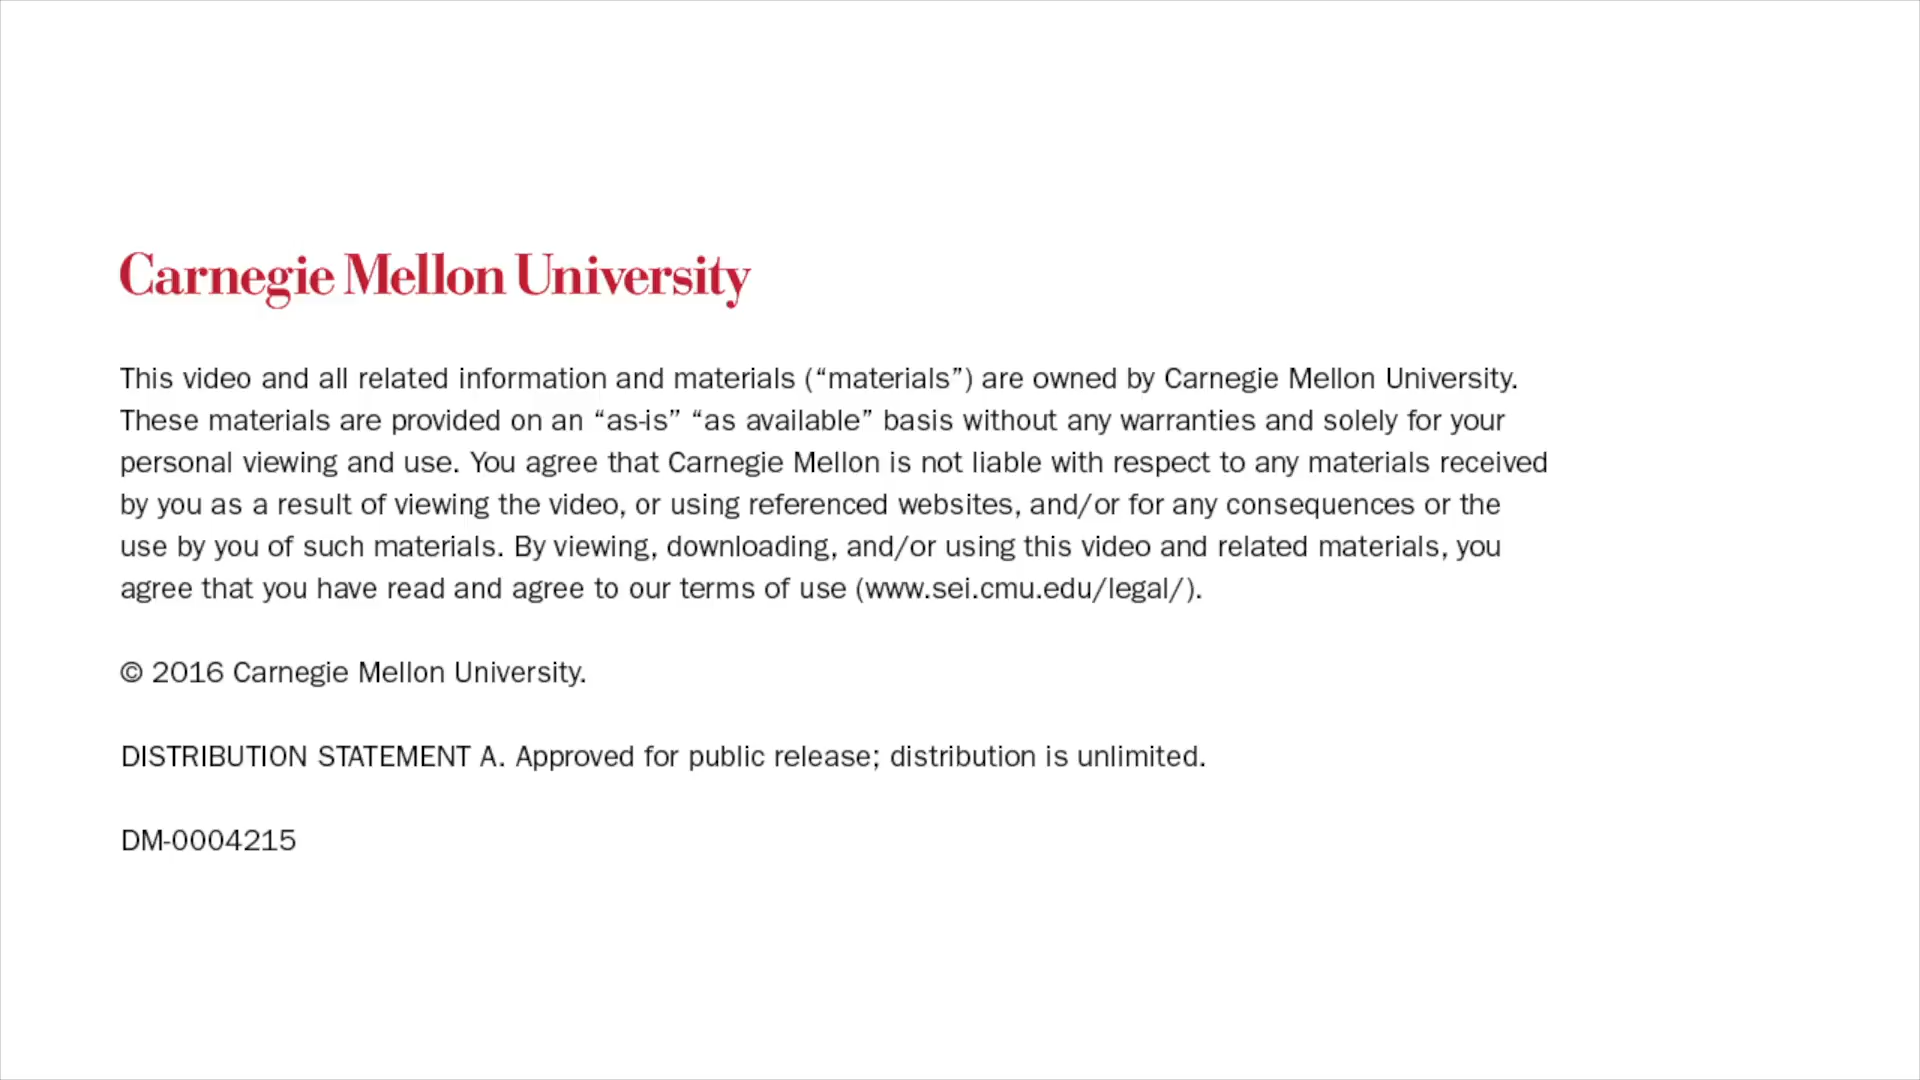 Carnegie Mellon University
This video and all related information and materials (“materials”) are owned by Carnegie Mellon University.
These materials are provided on an “as-is” “as available” basis without any warranties and solely for your
personal viewing and use. You agree that Carnegie Mellon is not liable with respect to any materials received
by you as a result of viewing the video, or using referenced websites, and/or for any consequences or the
use by you of such materials. By viewing, downloading, and/or using this video and related materials, you
agree that you have read and agree to our terms of use (www.sei.cmu.edu/legal/).
© 2016 Carnegie Mellon University.
DISTRIBUTION STATEMENT A. Approved for public release; distribution is unlimited.
DM-0004215